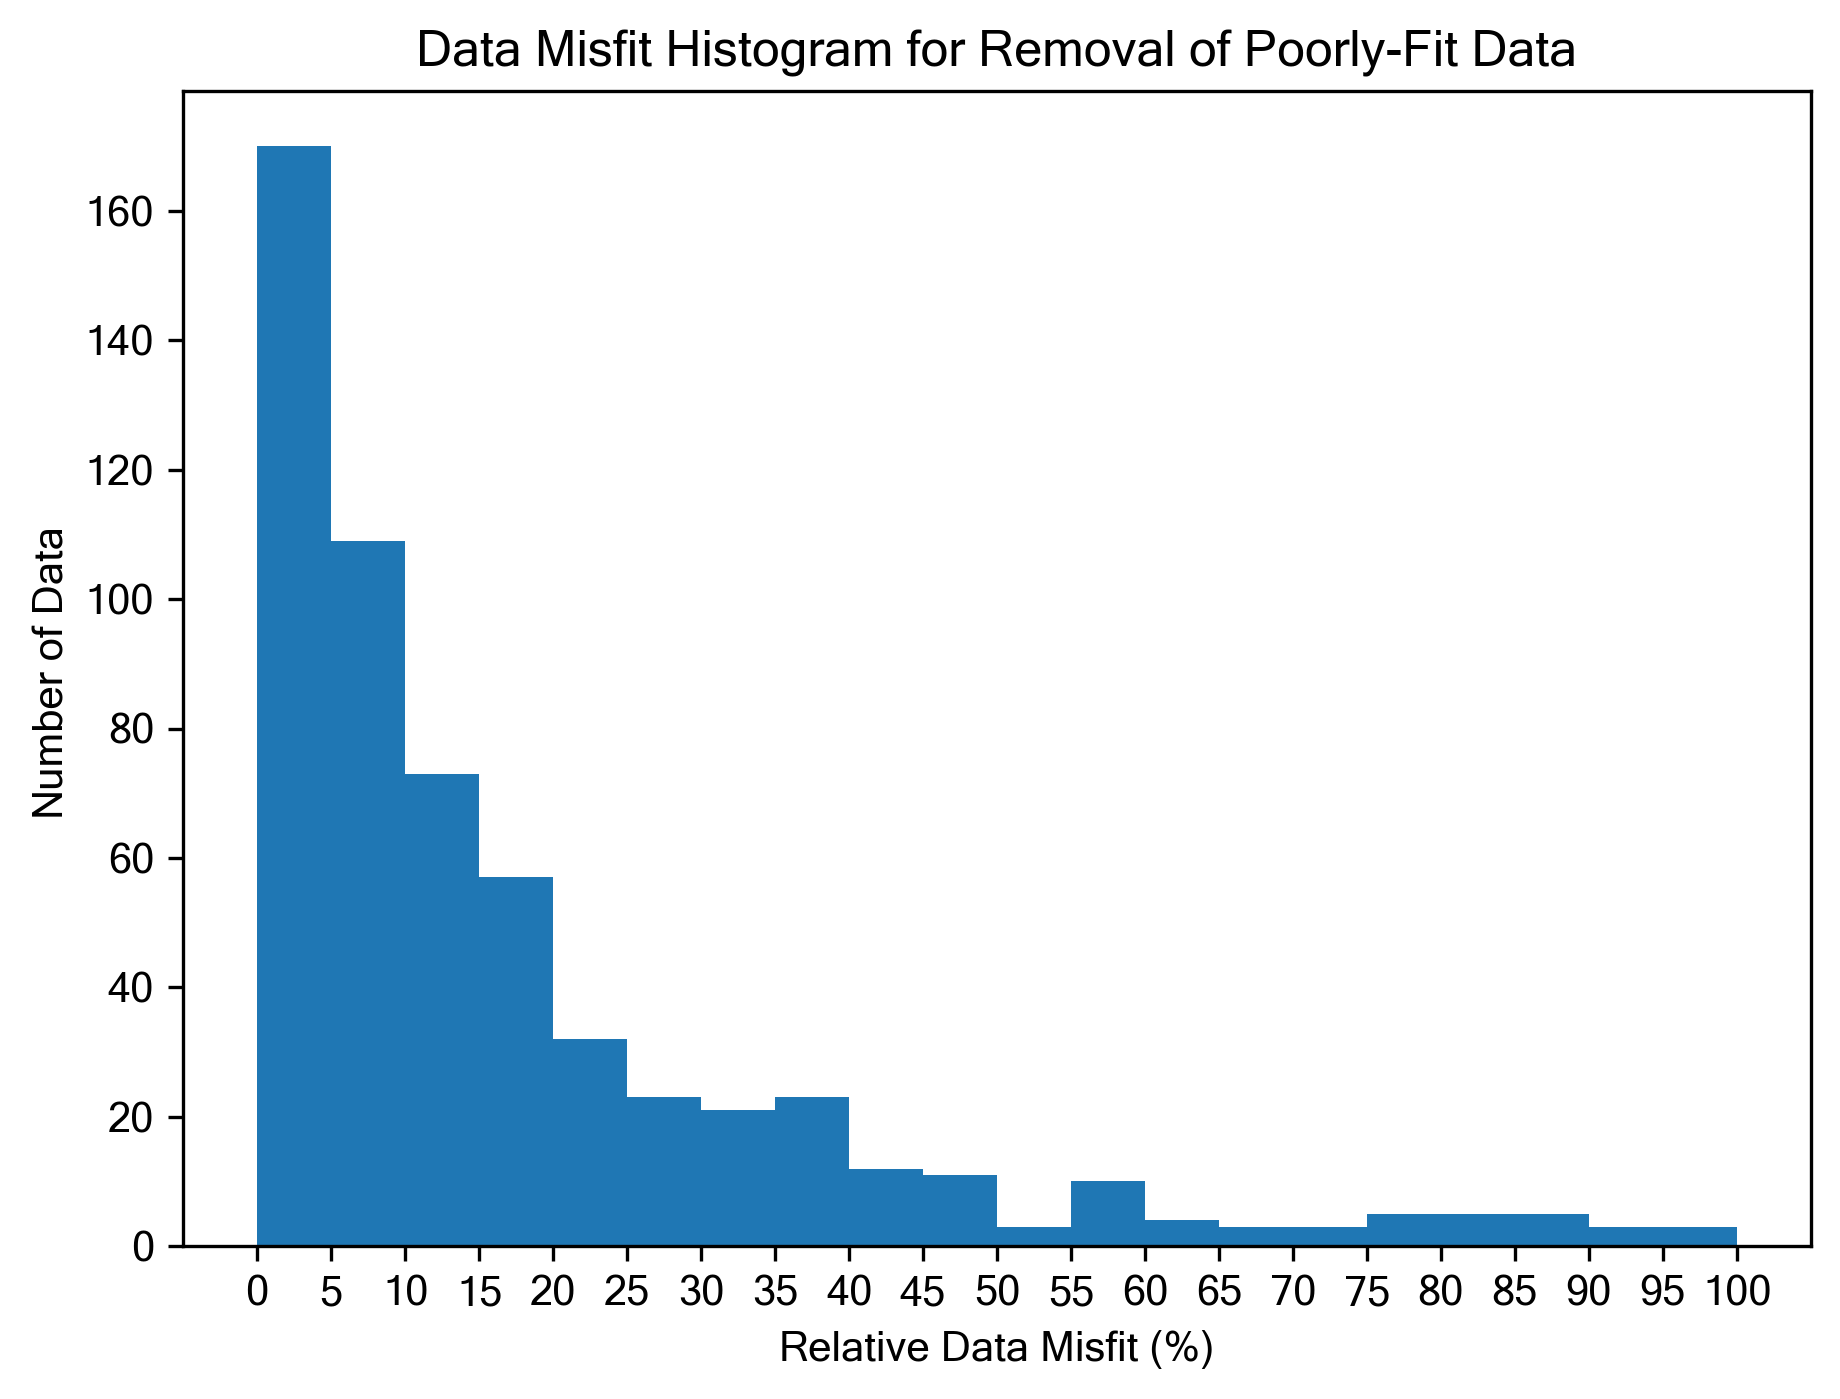 Data Misfit Histogram for Removal of Poorly-Fit Data
160
140
120
100
80
60
40
20
0
Number of Data
0 5 10 15 20 25 30 35 40 45 50 55 60 65 70 75 80 85 90 95 100
Relative Data Misfit (%)